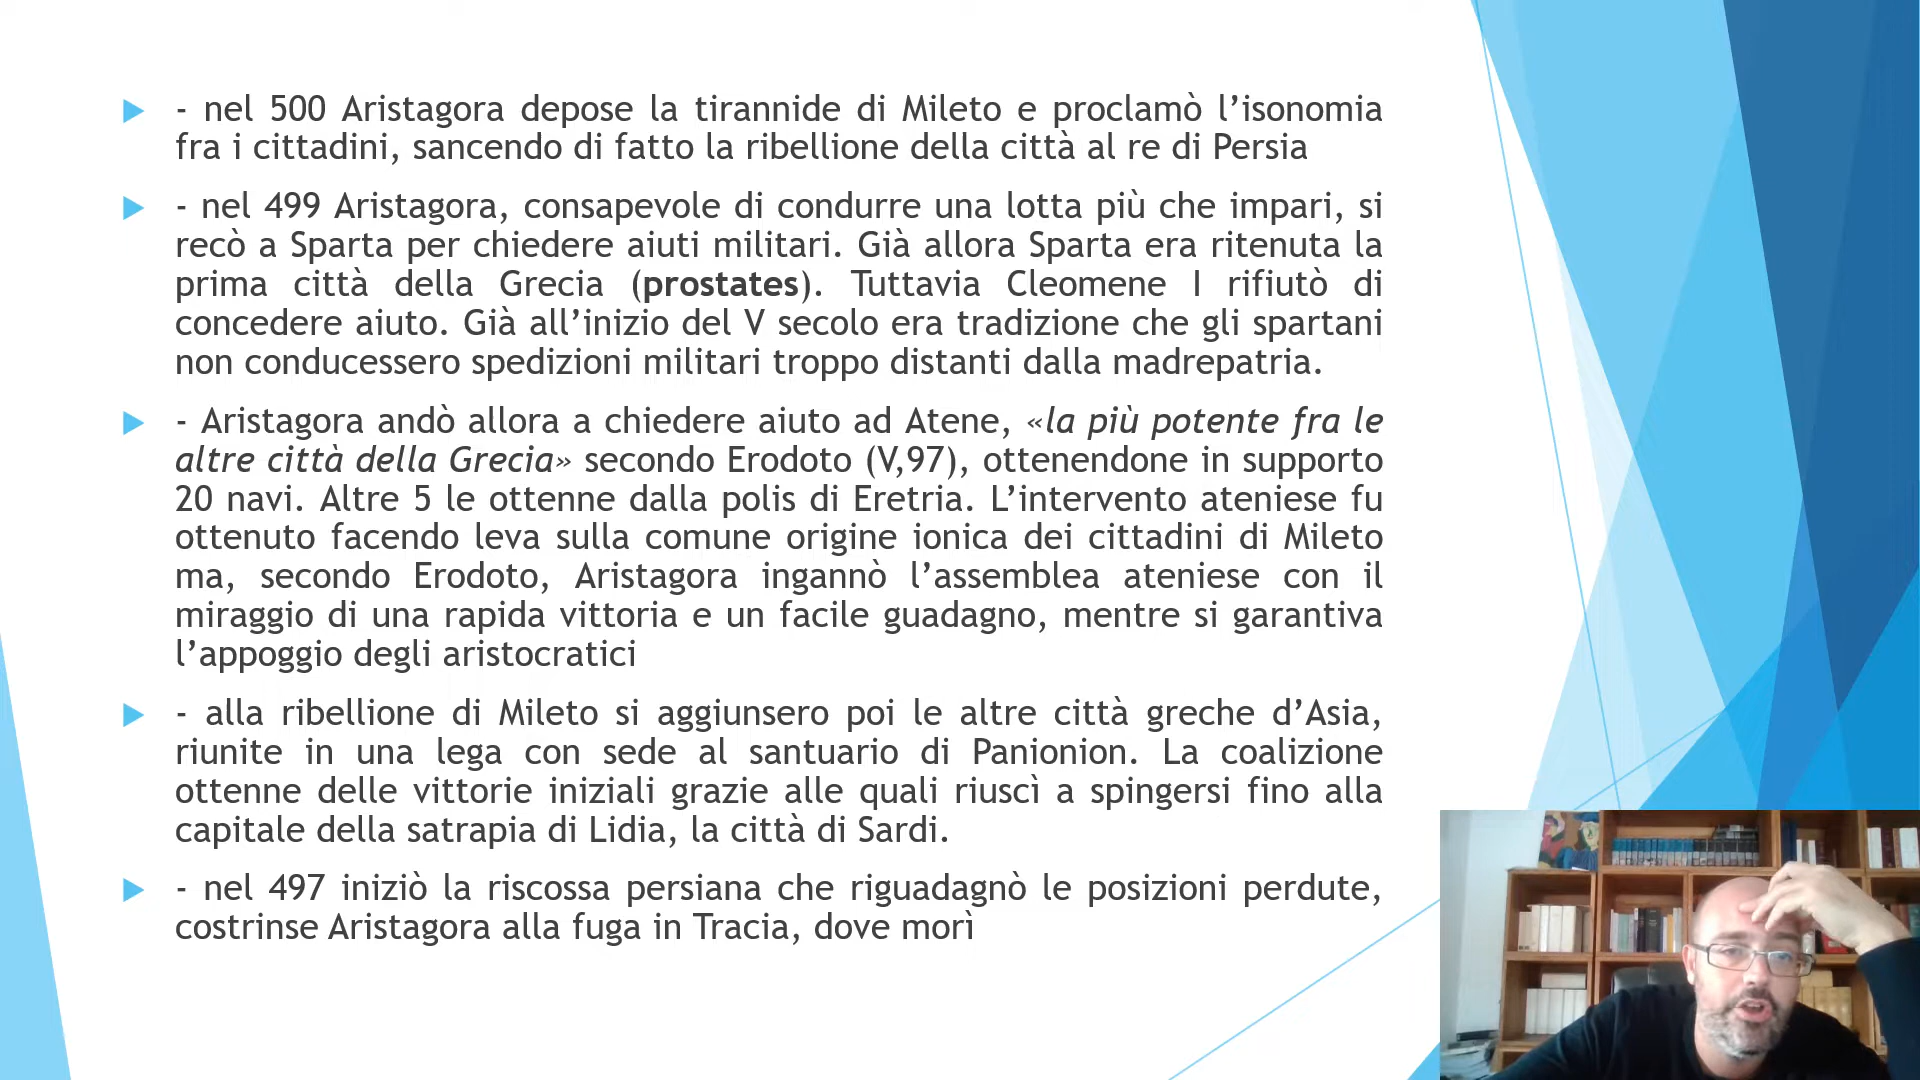 - nel 500 Aristagora depose la tirannide di Mileto e proclamò l’isonomia
fra i cittadini, sancendo di fatto la ribellione della città al re di Persia
- nel 499 Aristagora, consapevole di condurre una lotta più che impari, si
recò a Sparta per chiedere aiuti militari. Già allora Sparta era ritenuta la
prima città della Grecia (prostates). Tuttavia Cleomene I rifiutò di
concedere aiuto. Già all’inizio del V secolo era tradizione che gli spartani
non conducessero spedizioni militari troppo distanti dalla madrepatria.
- Aristagora andò allora a chiedere aiuto ad Atene, «la più potente fra le
altre città della Grecia» secondo Erodoto (V,97), ottenendone in supporto
20 navi. Altre 5 le ottenne dalla polis di Eretria. L’intervento ateniese fu
ottenuto facendo leva sulla comune origine ionica dei cittadini di Mileto
ma, secondo Erodoto, Aristagora ingannò l’assemblea ateniese con il
miraggio di una rapida vittoria e un facile guadagno, mentre si garantiva
l’appoggio degli aristocratici
- alla ribellione di Mileto si aggiunsero poi le altre città greche d’Asia,
riunite in una lega con sede al santuario di Panionion. La coalizione
ottenne delle vittorie iniziali grazie alle quali riuscì a spingersi fino alla
capitale della satrapia di Lidia, la città di Sardi.
- nel 497 iniziò la riscossa persiana che riguadagnò le posizioni perdute,
costrinse Aristagora alla fuga in Tracia, dove morì